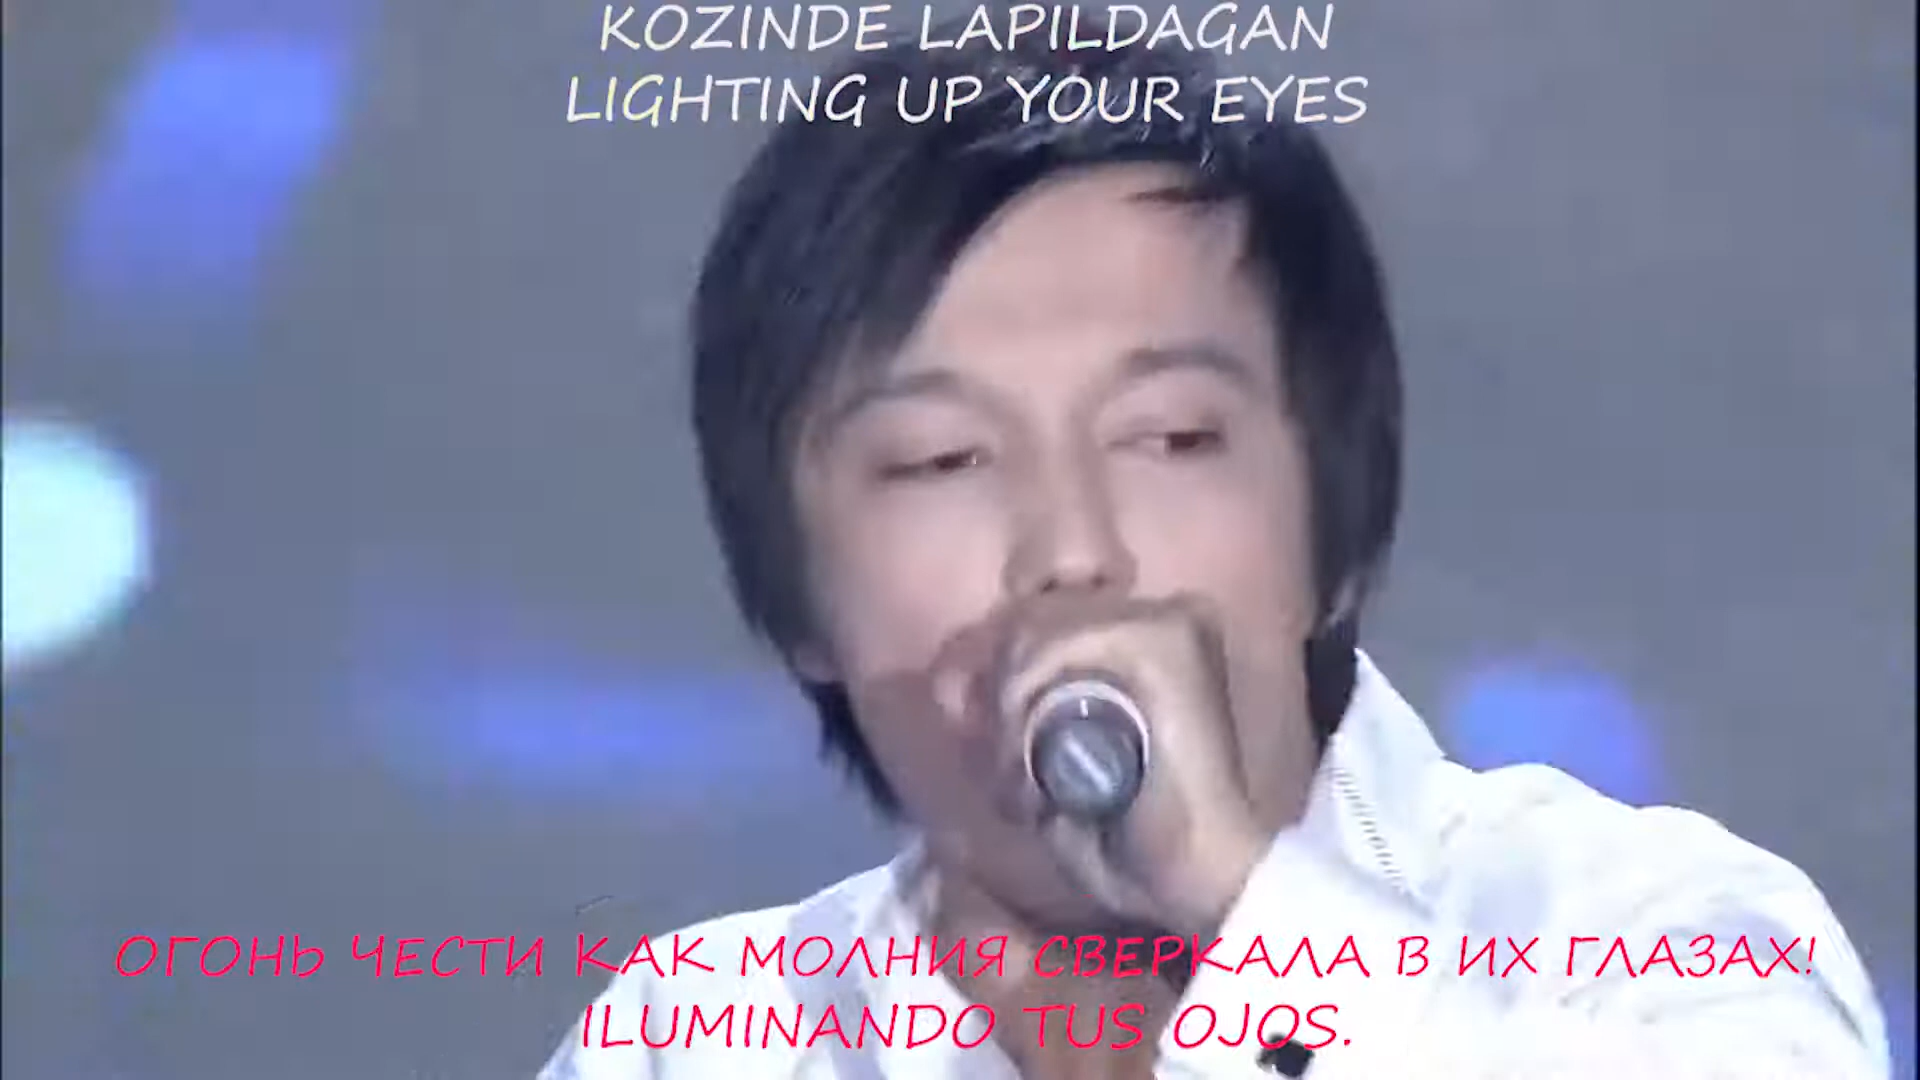 KOZINDE LAPILDAGAN
LIGHTING UP YOUR EYES
ОГОНЬ ЧЕСТИ КАК МОЛНИЯ СВЕРКАЛА В ИХ ГЛАЗАХ!
ILUMINANDO TUS OJOS.